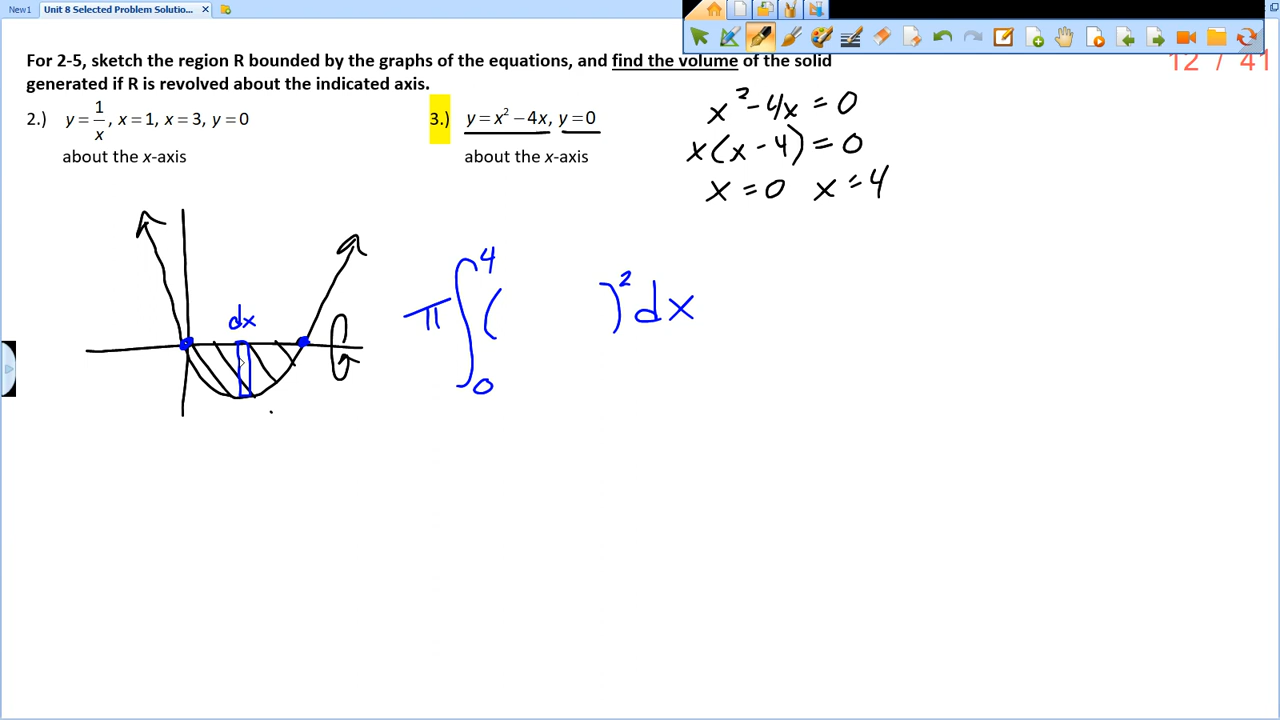 New1 Unit 8 Selected Problem Solutio...
12 / 41
For 2-5, sketch the region R bounded by the graphs of the equations, and find the volume of the solid
generated if R is revolved about the indicated axis.
2.) y = 1/x, x = 1, x = 3, y = 0
about the x-axis
3.) y = x² − 4x, y = 0
about the x-axis
x² - 4x = 0
x(x - 4) = 0
x = 0 x = 4
dx
π∫₀⁴ ( )² dx